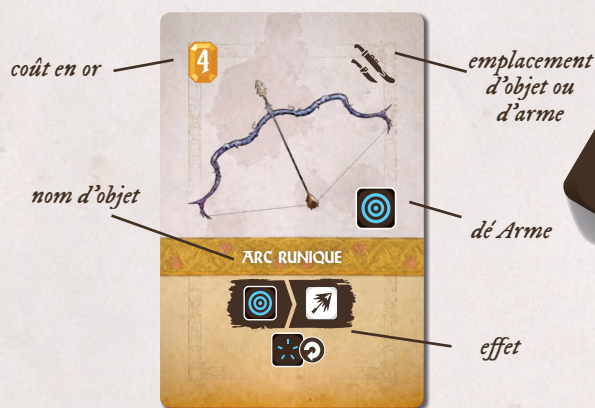 4
coût en or
emplacement
d'objet ou
d'arme
nom d'objet
dé Arme
ARC RUNIQUE
effet